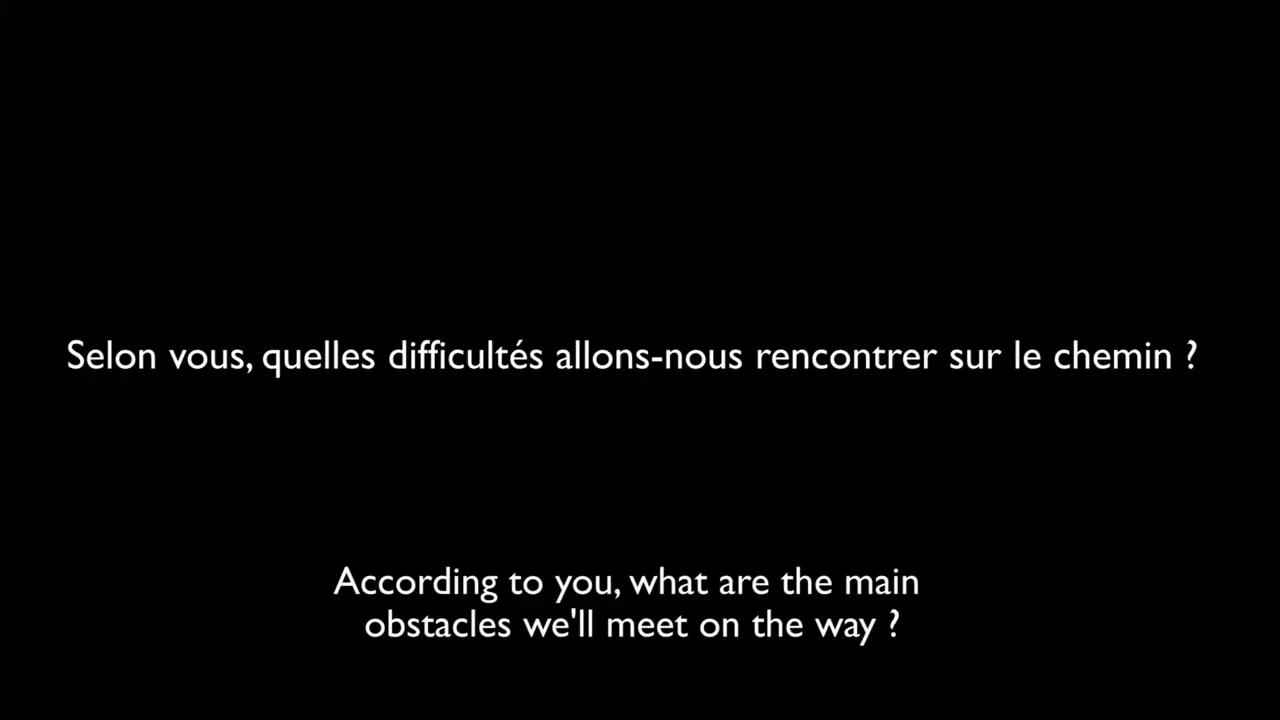 Selon vous, quelles difficultés allons-nous rencontrer sur le chemin ?
According to you, what are the main
obstacles we'll meet on the way ?